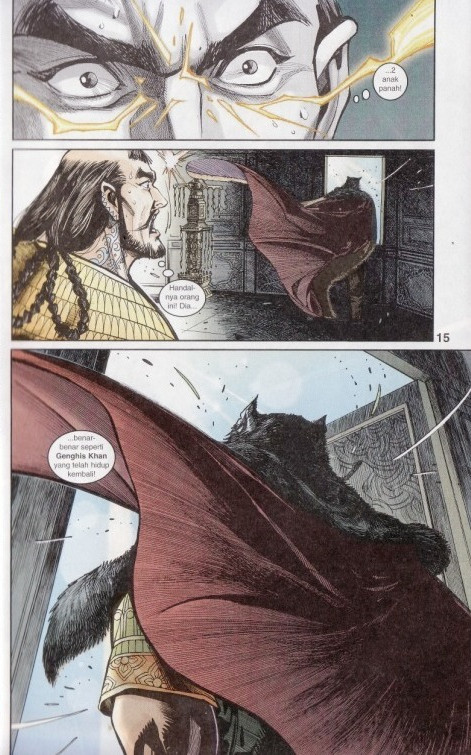 ...2
anak
panah!
Handal-
nya orang
ini! Dia...
15
...benar-
benar seperti
Genghis Khan
yang telah hidup
kembali!